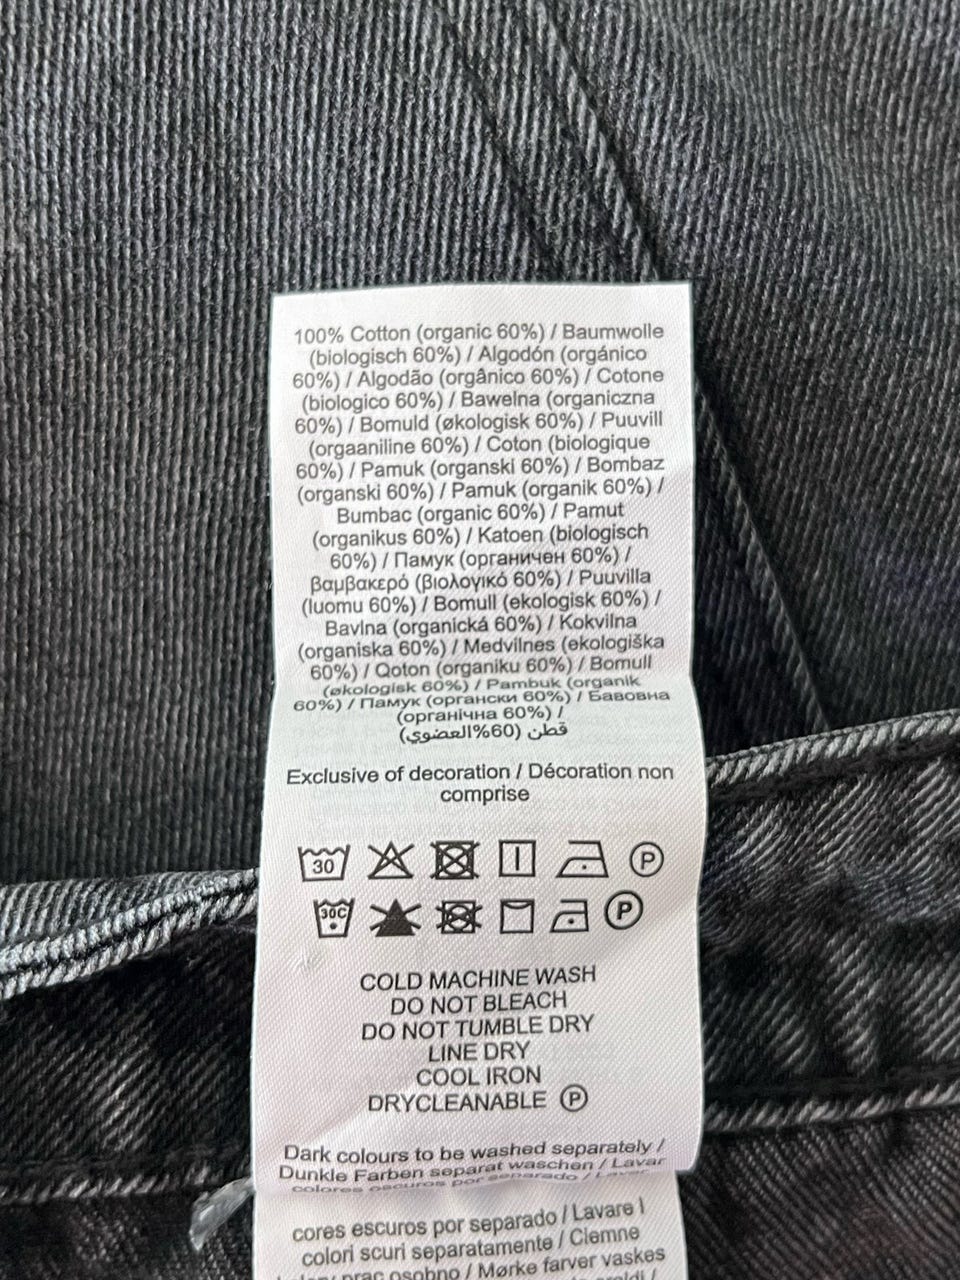 100% Cotton (organic 60%) / Baumwolle
(biologisch 60%) / Algodón (orgánico
60%) / Algodão (orgânico 60%) / Cotone
(biologico 60%) / Bawełna (organiczna
60%) / Bomuld (økologisk 60%) / Puuvill
(orgaaniline 60%) / Coton (biologique
60%) / Pamuk (organski 60%) / Bombaz
(organski 60%) / Pamuk (organik 60%) /
Bumbac (organic 60%) / Pamut
(organikus 60%) / Katoen (biologisch
60%) / Памук (органичен 60%) /
βαμβακερό (βιολογικό 60%) / Puuvilla
(luomu 60%) / Bomull (ekologisk 60%) /
Bavlna (organická 60%) / Kokvilna
(organiska 60%) / Medvilnes (ekologiška
60%) / Qoton (organiku 60%) / Bomull
(økologisk 60%) / Pambuk (organik
60%) / Памук (органски 60%) / Бавовна
(органічна 60%) /
قطن (60%العضوي)
Exclusive of decoration / Décoration non
comprise
30 P
30C P
COLD MACHINE WASH
DO NOT BLEACH
DO NOT TUMBLE DRY
LINE DRY
COOL IRON
DRYCLEANABLE P
Dark colours to be washed separately /
Dunkle Farben separat waschen / Lavar
colores oscuros por separado / Lavar
cores escuros por separado / Lavare I
colori scuri separatamente / Ciemne
prać osobno / Mørke farver vaskes